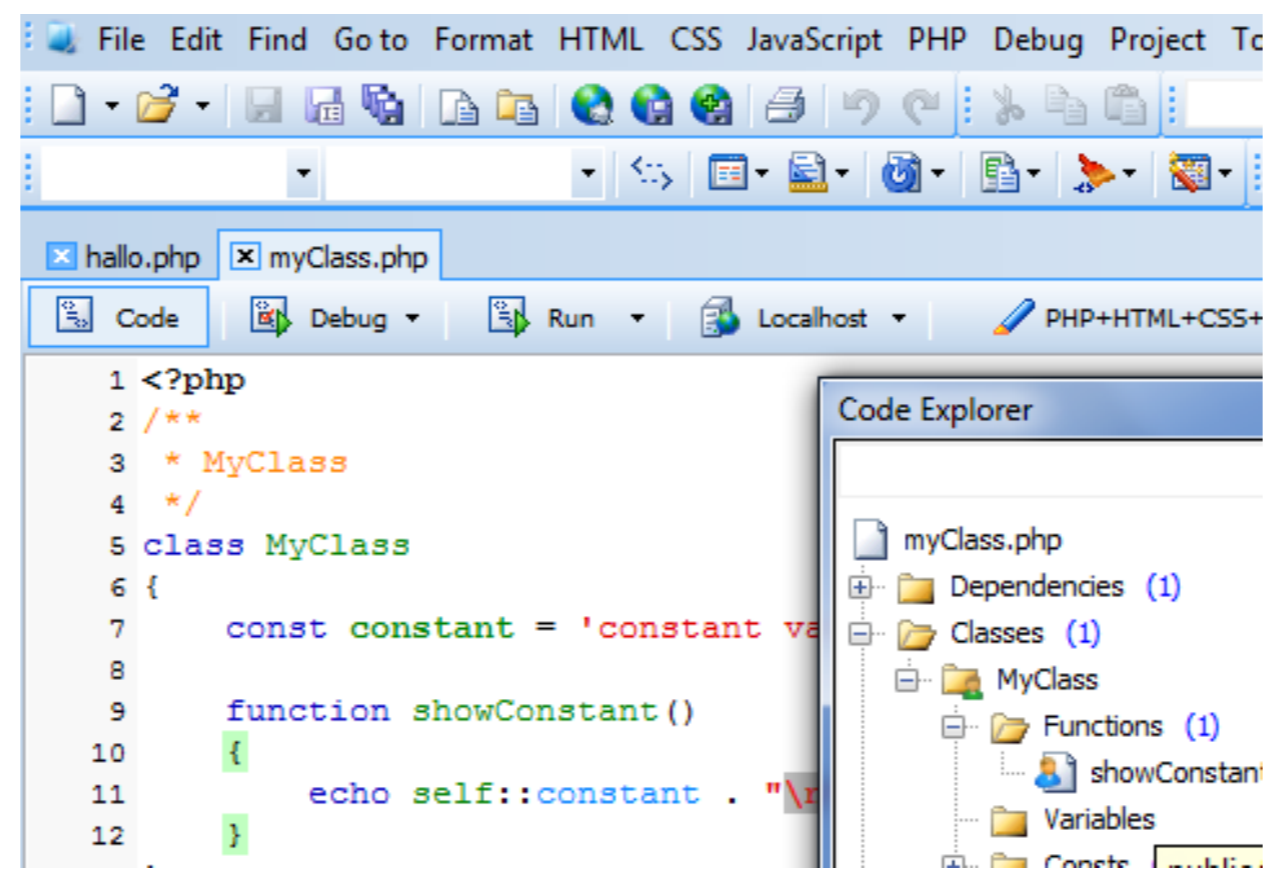 File Edit Find Go to Format HTML CSS JavaScript PHP Debug Project
hallo.php myClass.php
Code Debug Run Localhost PHP+HTML+CSS+
1 <?php
2 /**
3 * MyClass
4 */
5 class MyClass
6 {
7 const constant = 'constant
8
9 function showConstant()
10 {
11 echo self::constant . "\
12 }
Code Explorer
myClass.php
Dependencies (1)
Classes (1)
MyClass
Functions (1)
showConstant
Variables
Consts